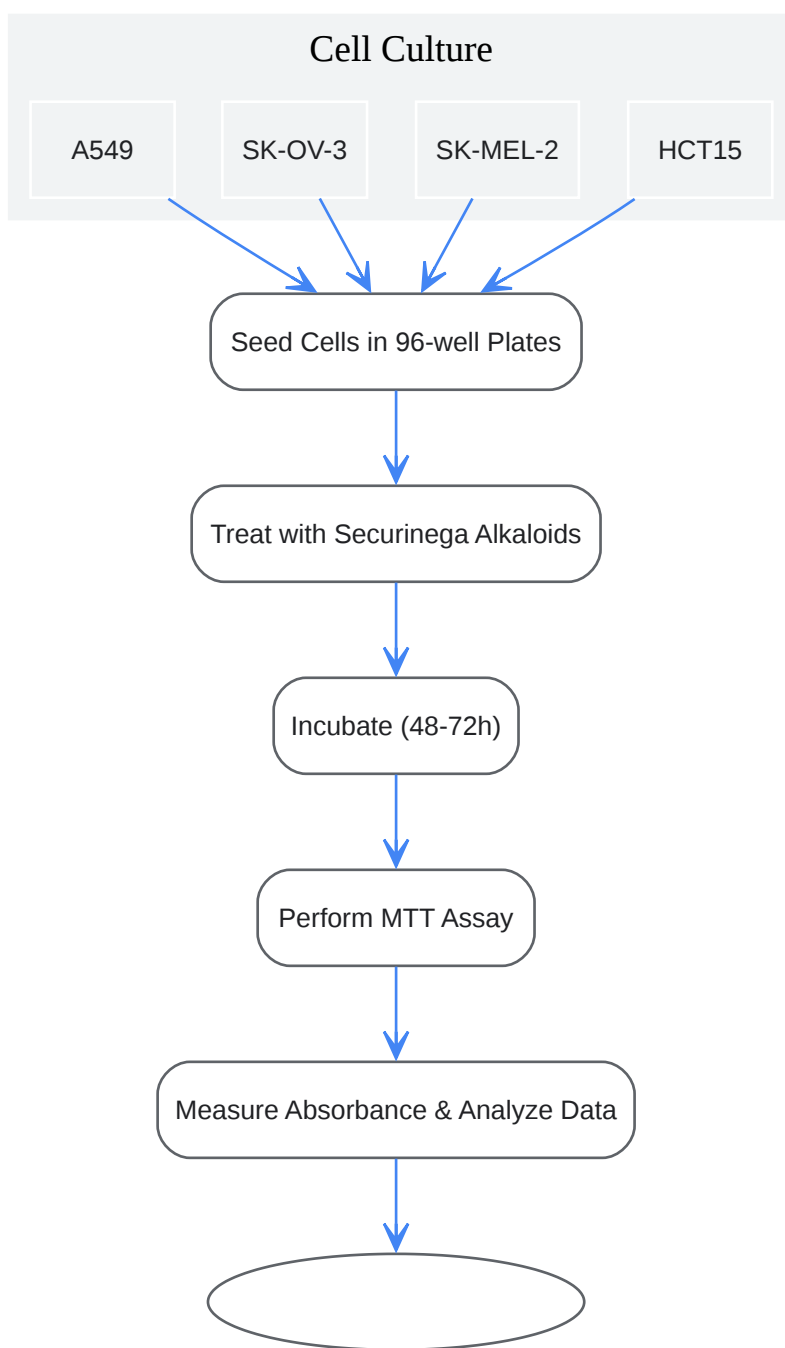 Cell Culture
A549
SK-OV-3
SK-MEL-2
HCT15
Seed Cells in 96-well Plates
Treat with Securinega Alkaloids
Incubate (48-72h)
Perform MTT Assay
Measure Absorbance & Analyze Data